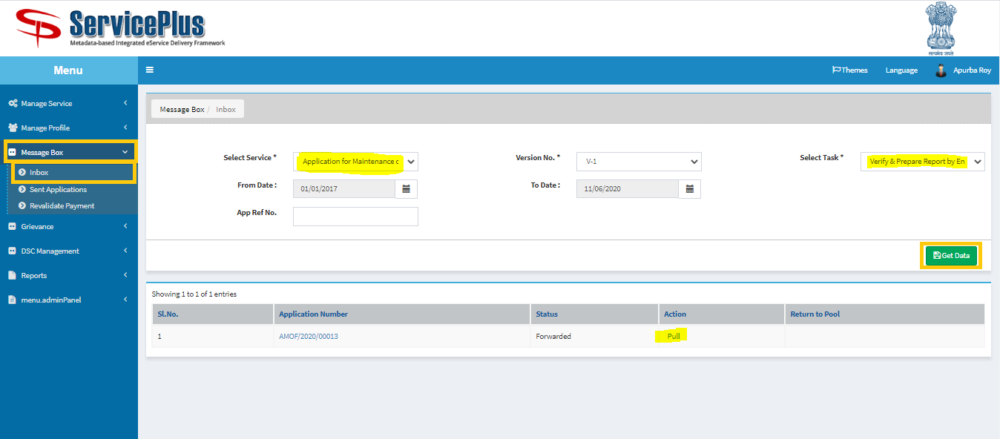 ServicePlus
Metadata-based Integrated eService Delivery Framework
सत्यमेव जयते
Menu
Themes
Language
Apurba Roy
Manage Service
Manage Profile
Message Box
Inbox
Sent Applications
Revalidate Payment
Grievance
DSC Management
Reports
menu.adminPanel
Message Box / Inbox
Select Service *
Application for Maintenance c
Version No. *
V-1
Select Task *
Verify & Prepare Report by En
From Date :
01/01/2017
To Date :
11/06/2020
App Ref No.
Get Data
Showing 1 to 1 of 1 entries
Sl.No. Application Number Status Action Return to Pool
1 AMOF/2020/00013 Forwarded Pull